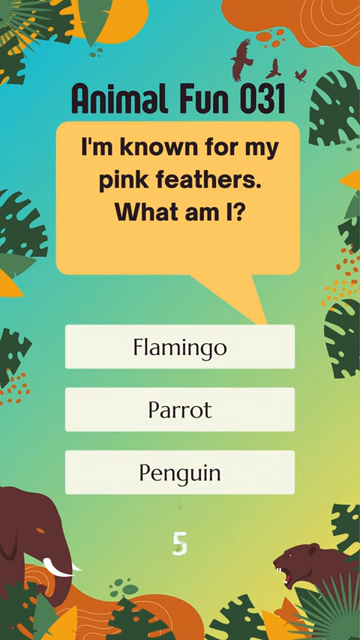 Animal Fun 031
I'm known for my
pink feathers.
What am I?
Flamingo
Parrot
Penguin
5